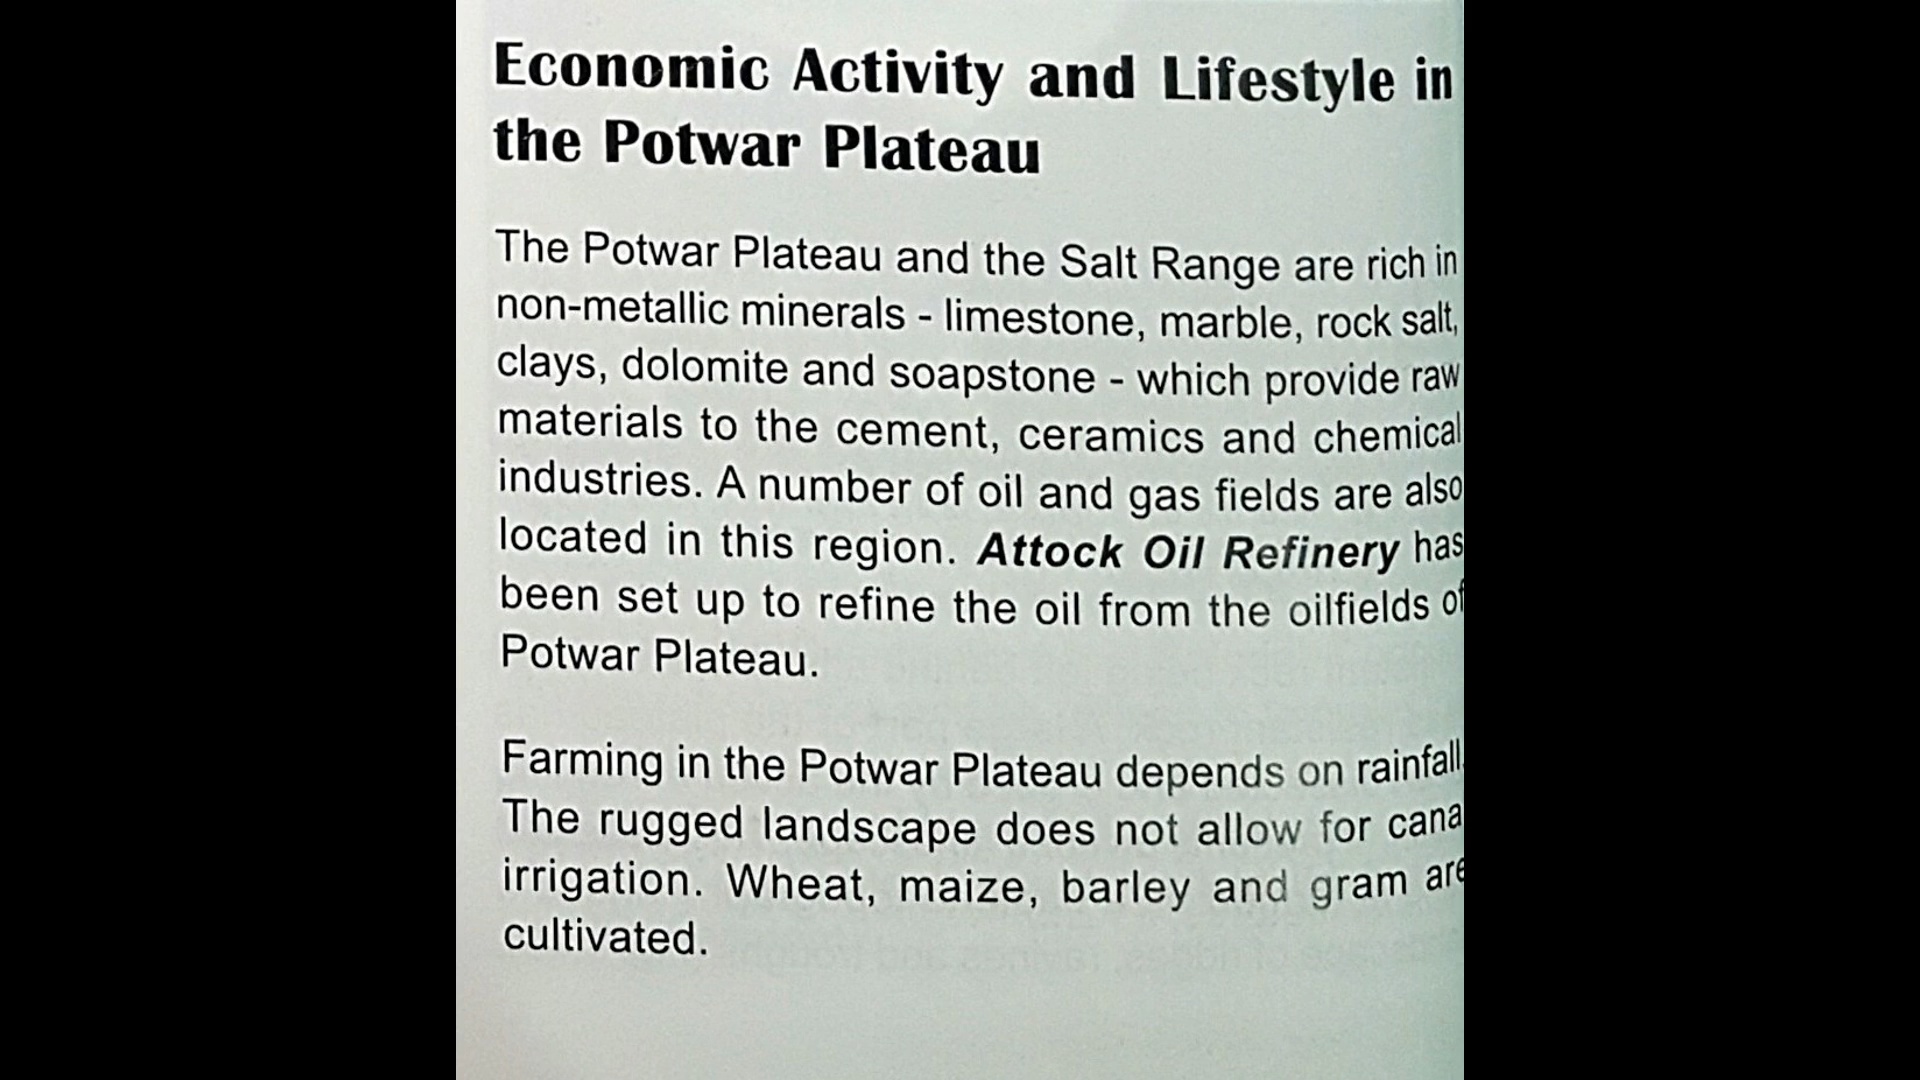 Economic Activity and Lifestyle in
the Potwar Plateau
The Potwar Plateau and the Salt Range are rich in
non-metallic minerals - limestone, marble, rock salt,
clays, dolomite and soapstone - which provide raw
materials to the cement, ceramics and chemical
industries. A number of oil and gas fields are also
located in this region. Attock Oil Refinery has
been set up to refine the oil from the oilfields of
Potwar Plateau.
Farming in the Potwar Plateau depends on rainfall.
The rugged landscape does not allow for cana
irrigation. Wheat, maize, barley and gram are
cultivated.